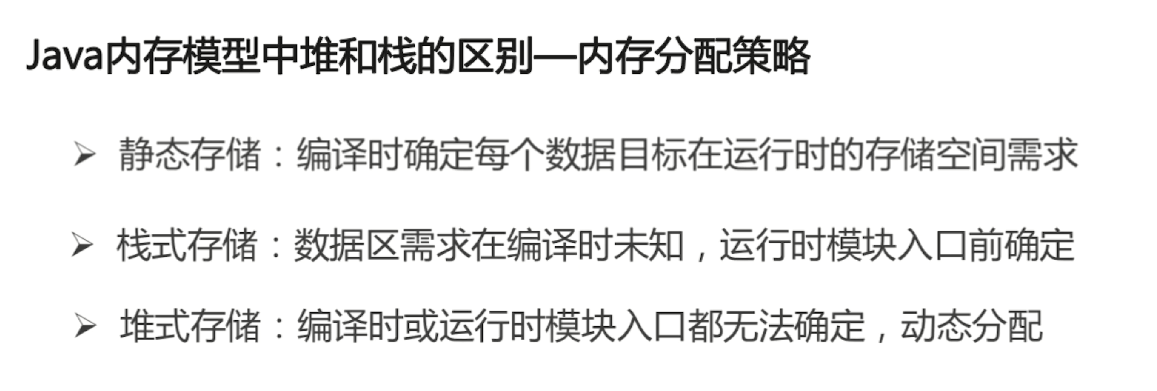 Java内存模型中堆和栈的区别—内存分配策略
➢ 静态存储：编译时确定每个数据目标在运行时的存储空间需求
➢ 栈式存储：数据区需求在编译时未知，运行时模块入口前确定
➢ 堆式存储：编译时或运行时模块入口都无法确定，动态分配